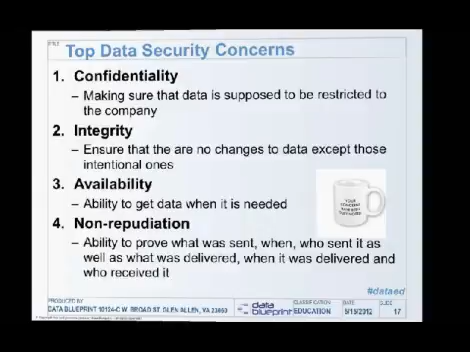 TITLE
Top Data Security Concerns
1. Confidentiality
– Making sure that data is supposed to be restricted to
the company
2. Integrity
– Ensure that the are no changes to data except those
intentional ones
3. Availability
– Ability to get data when it is needed
4. Non-repudiation
– Ability to prove what was sent, when, who sent it as
well as what was delivered, when it was delivered and
who received it
YOUR
#dataed
PRODUCED BY
CLASSIFICATION
DATE
SLIDE
DATA BLUEPRINT 10124-C W. BROAD ST, GLEN ALLEN, VA 23060
data
blueprint
EDUCATION
17